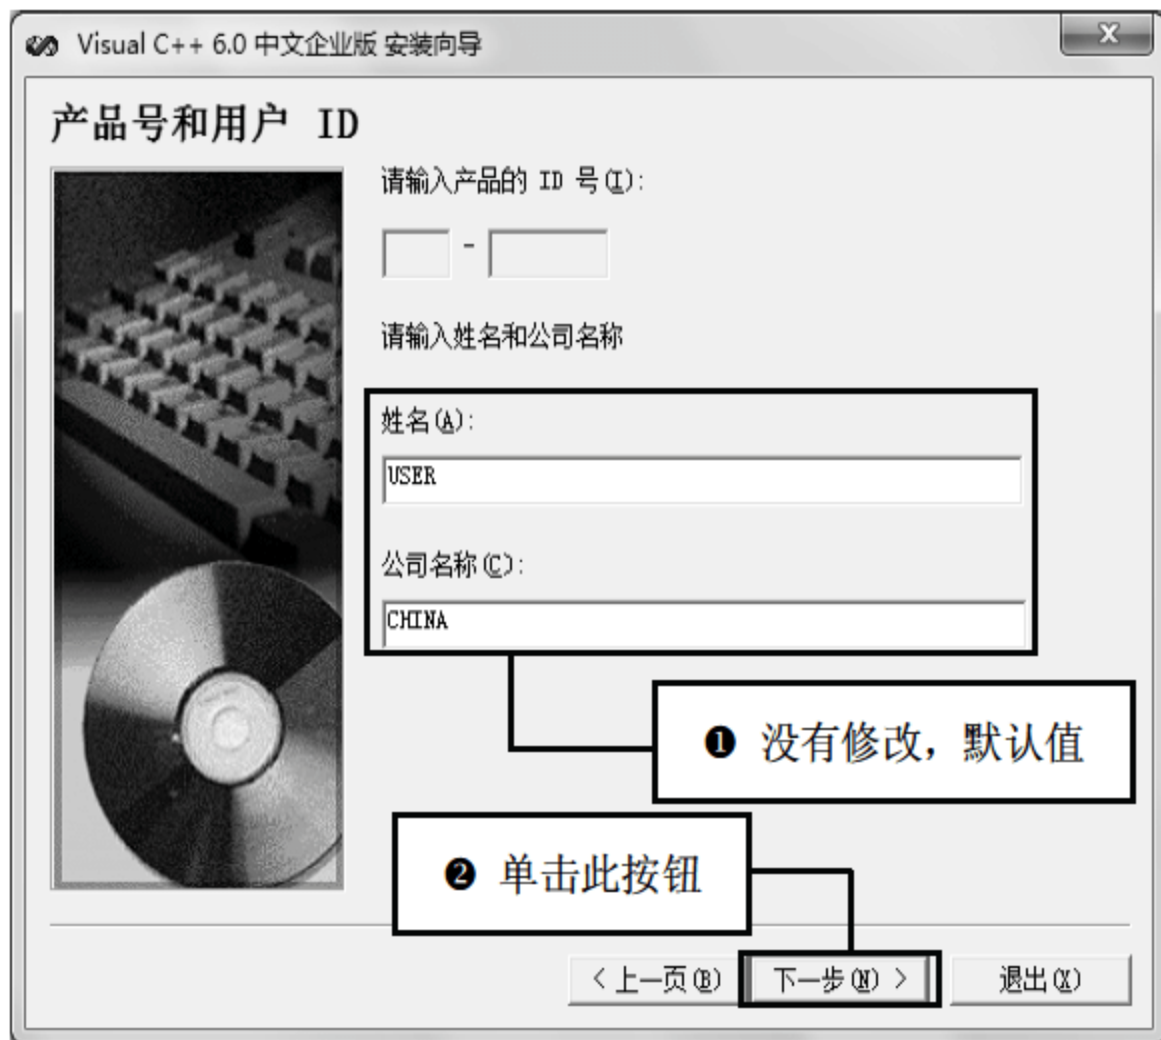 Visual C++ 6.0 中文企业版 安装向导
产品号和用户 ID
请输入产品的 ID 号(I):
-
请输入姓名和公司名称
姓名(A):
USER
公司名称(C):
CHINA
❶ 没有修改，默认值
❷ 单击此按钮
< 上一页(B)
下一步(N) >
退出(X)